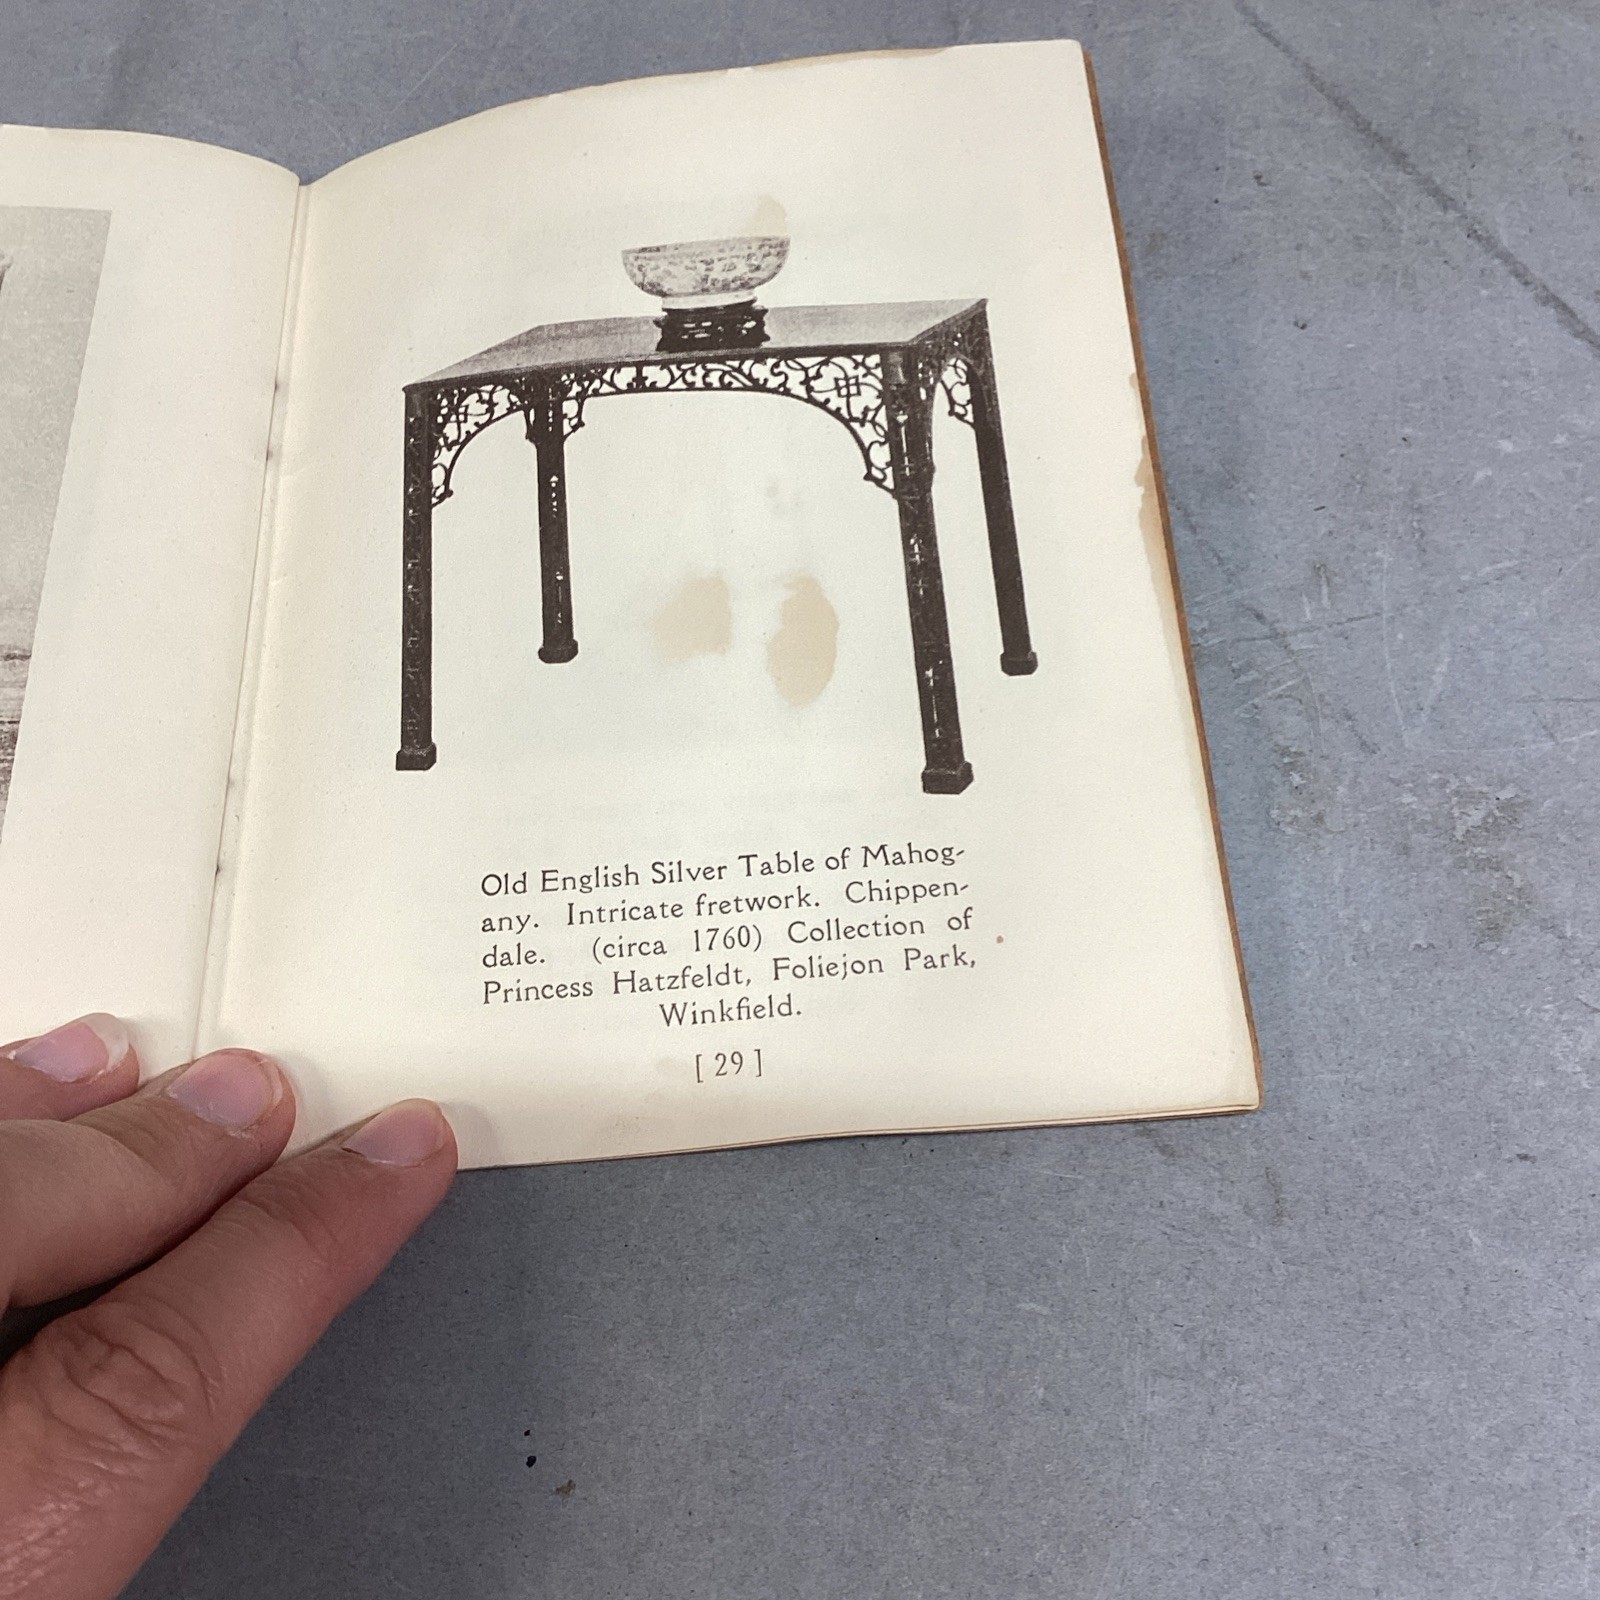 Old English Silver Table of Mahog-
any. Intricate fretwork. Chippen-
dale. (circa 1760) Collection of
Princess Hatzfeldt, Foliejon Park,
Winkfield.
[ 29 ]